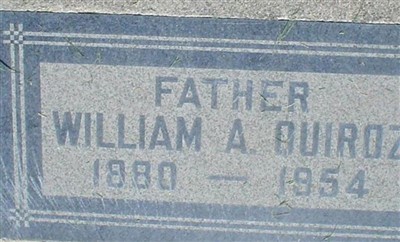 FATHER
WILLIAM A. QUIROZ
1880 — 1954